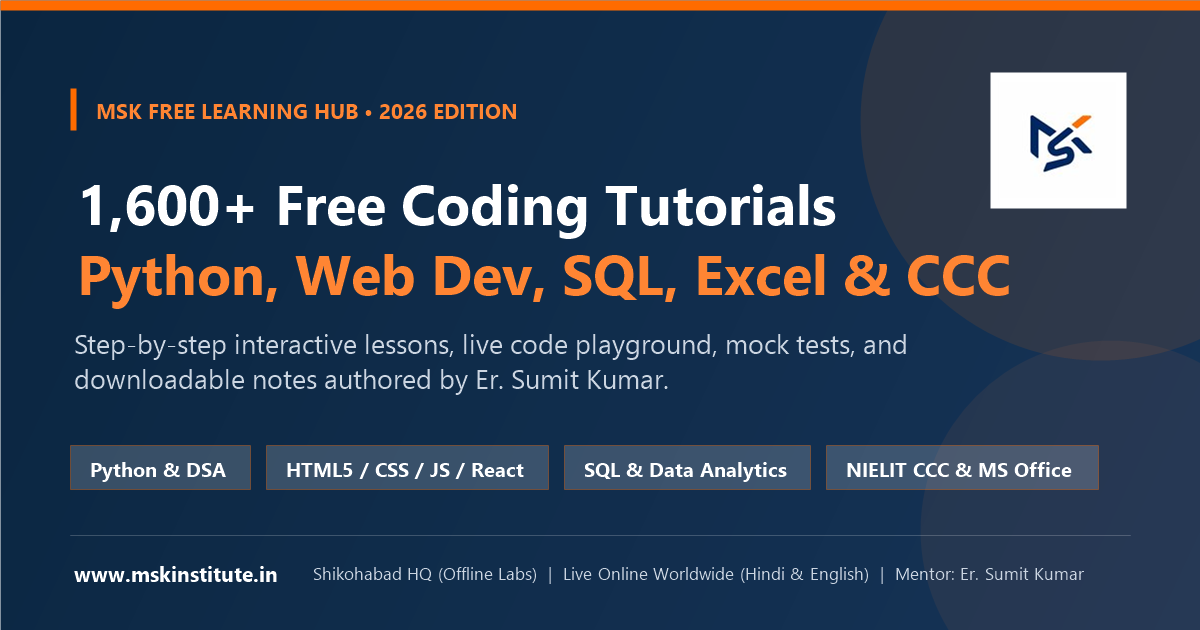 MSK FREE LEARNING HUB • 2026 EDITION
MSK
1,600+ Free Coding Tutorials
Python, Web Dev, SQL, Excel & CCC
Step-by-step interactive lessons, live code playground, mock tests, and
downloadable notes authored by Er. Sumit Kumar.
Python & DSA
HTML5 / CSS / JS / React
SQL & Data Analytics
NIELIT CCC & MS Office
www.mskinstitute.in
Shikohabad HQ (Offline Labs) | Live Online Worldwide (Hindi & English) | Mentor: Er. Sumit Kumar